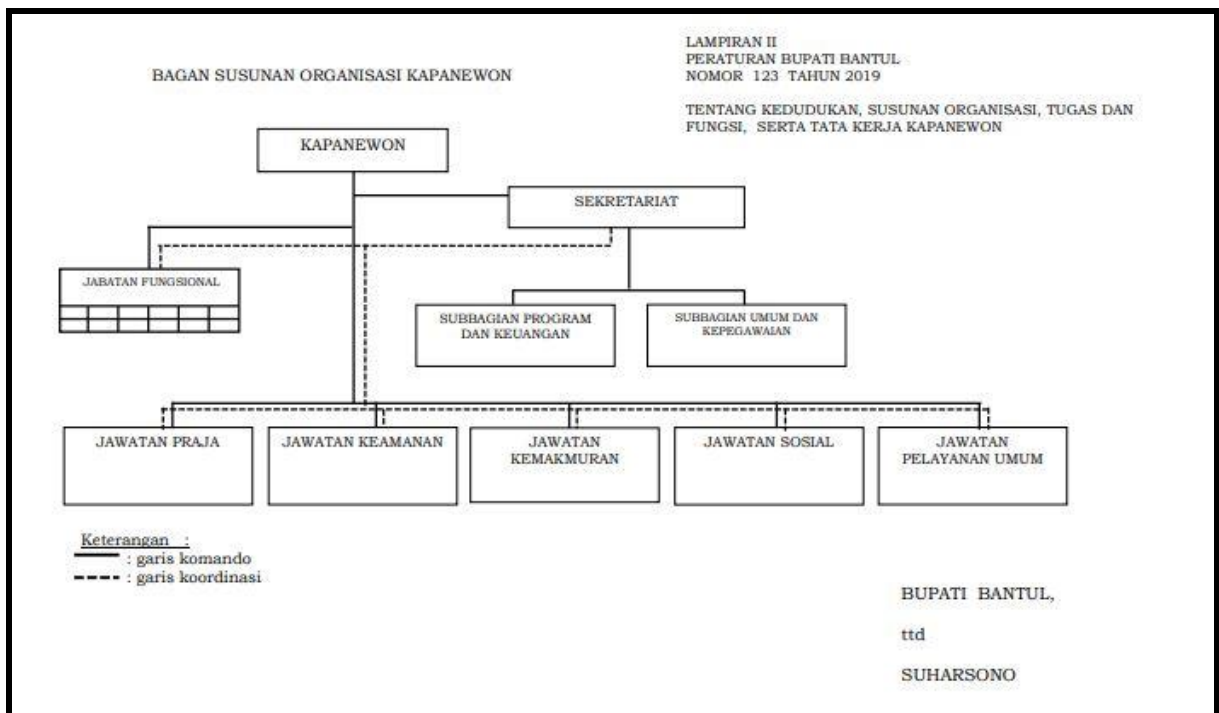 LAMPIRAN II
PERATURAN BUPATI BANTUL
NOMOR 123 TAHUN 2019
TENTANG KEDUDUKAN, SUSUNAN ORGANISASI, TUGAS DAN
FUNGSI, SERTA TATA KERJA KAPANEWON
BAGAN SUSUNAN ORGANISASI KAPANEWON
KAPANEWON
SEKRETARIAT
JABATAN FUNGSIONAL
SUBBAGIAN PROGRAM
DAN KEUANGAN
SUBBAGIAN UMUM DAN
KEPEGAWAIAN
JAWATAN PRAJA
JAWATAN KEAMANAN
JAWATAN
KEMAKMURAN
JAWATAN SOSIAL
JAWATAN
PELAYANAN UMUM
Keterangan :
: garis komando
: garis koordinasi
BUPATI BANTUL,
ttd
SUHARSONO